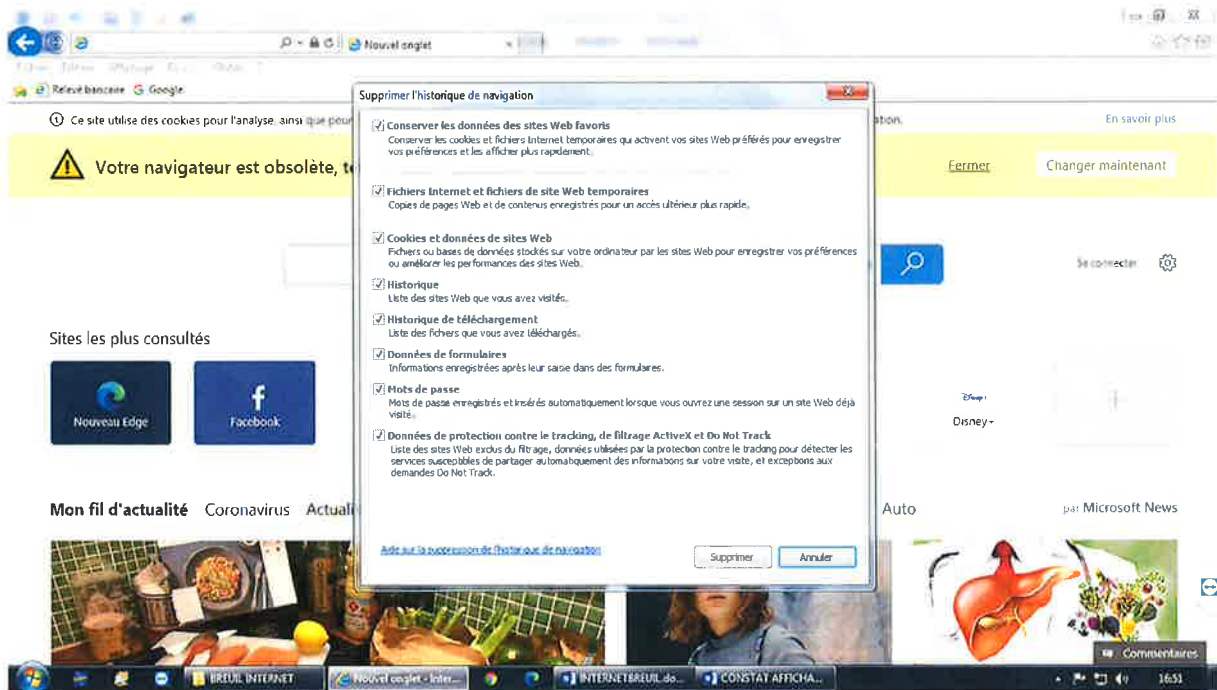 Nouvel onglet
Relevé bancaire
Google
Ce site utilise des cookies pour l'analyse, ainsi que pour
ation.
En savoir plus
Votre navigateur est obsolète, te
Fermer
Changer maintenant
Supprimer l'historique de navigation
Conserver les données des sites Web favoris
Conserver les cookies et fichiers Internet temporaires qui activent vos sites Web préférés pour enregistrer
vos préférences et les afficher plus rapidement.
Fichiers Internet et fichiers de site Web temporaires
Copies de pages Web et de contenus enregistrés pour un accès ultérieur plus rapide.
Cookies et données de sites Web
Fichiers ou bases de données stockés sur votre ordinateur par les sites Web pour enregistrer vos préférences
ou améliorer les performances des sites Web.
Historique
Liste des sites Web que vous avez visités.
Historique de téléchargement
Liste des fichiers que vous avez téléchargés.
Données de formulaires
Informations enregistrées après leur saisie dans des formulaires.
Mots de passe
Mots de passe enregistrés et insérés automatiquement lorsque vous ouvrez une session sur un site Web déjà
visité.
Données de protection contre le tracking, de filtrage ActiveX et Do Not Track
Liste des sites Web exclus du filtrage, données utilisées par la protection contre le tracking pour détecter les
services susceptibles de partager automatiquement des informations sur votre visite, et exceptions aux
demandes Do Not Track.
Aide sur la suppression de l'historique de navigation
Supprimer
Annuler
Se connecter
Sites les plus consultés
Nouveau Edge
Facebook
Disney+
Disney+
Mon fil d'actualité Coronavirus Actuali
Auto
par Microsoft News
Commentaires
BREUIL INTERNET
Nouvel onglet - Inter...
INTERNETBREUIL.do...
CONSTAT AFFICHA...
16:51